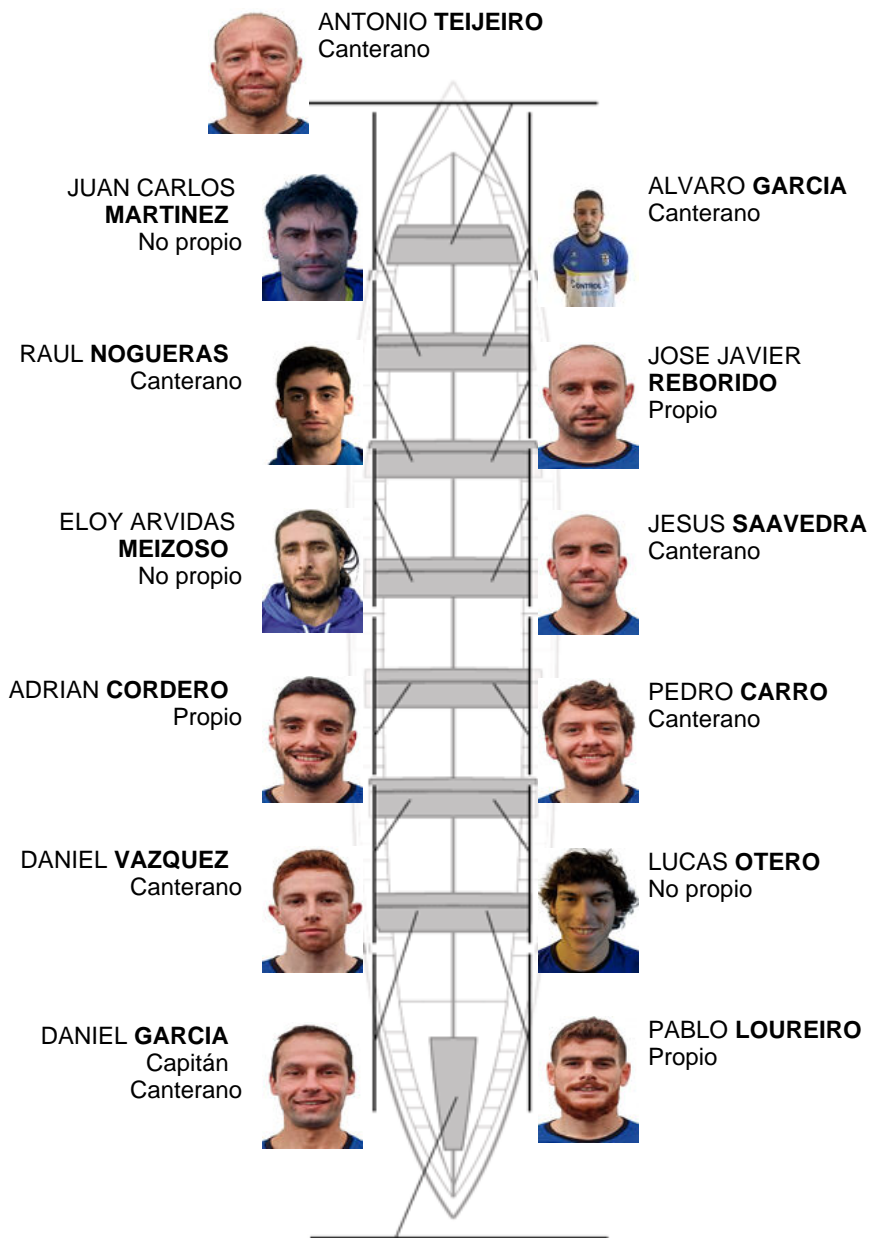 ANTONIO TEIJEIRO
Canterano
JUAN CARLOS
MARTINEZ
No propio
ALVARO GARCIA
Canterano
RAUL NOGUERAS
Canterano
JOSE JAVIER
REBORIDO
Propio
ELOY ARVIDAS
MEIZOSO
No propio
JESUS SAAVEDRA
Canterano
ADRIAN CORDERO
Propio
PEDRO CARRO
Canterano
DANIEL VAZQUEZ
Canterano
LUCAS OTERO
No propio
DANIEL GARCIA
Capitán
Canterano
PABLO LOUREIRO
Propio